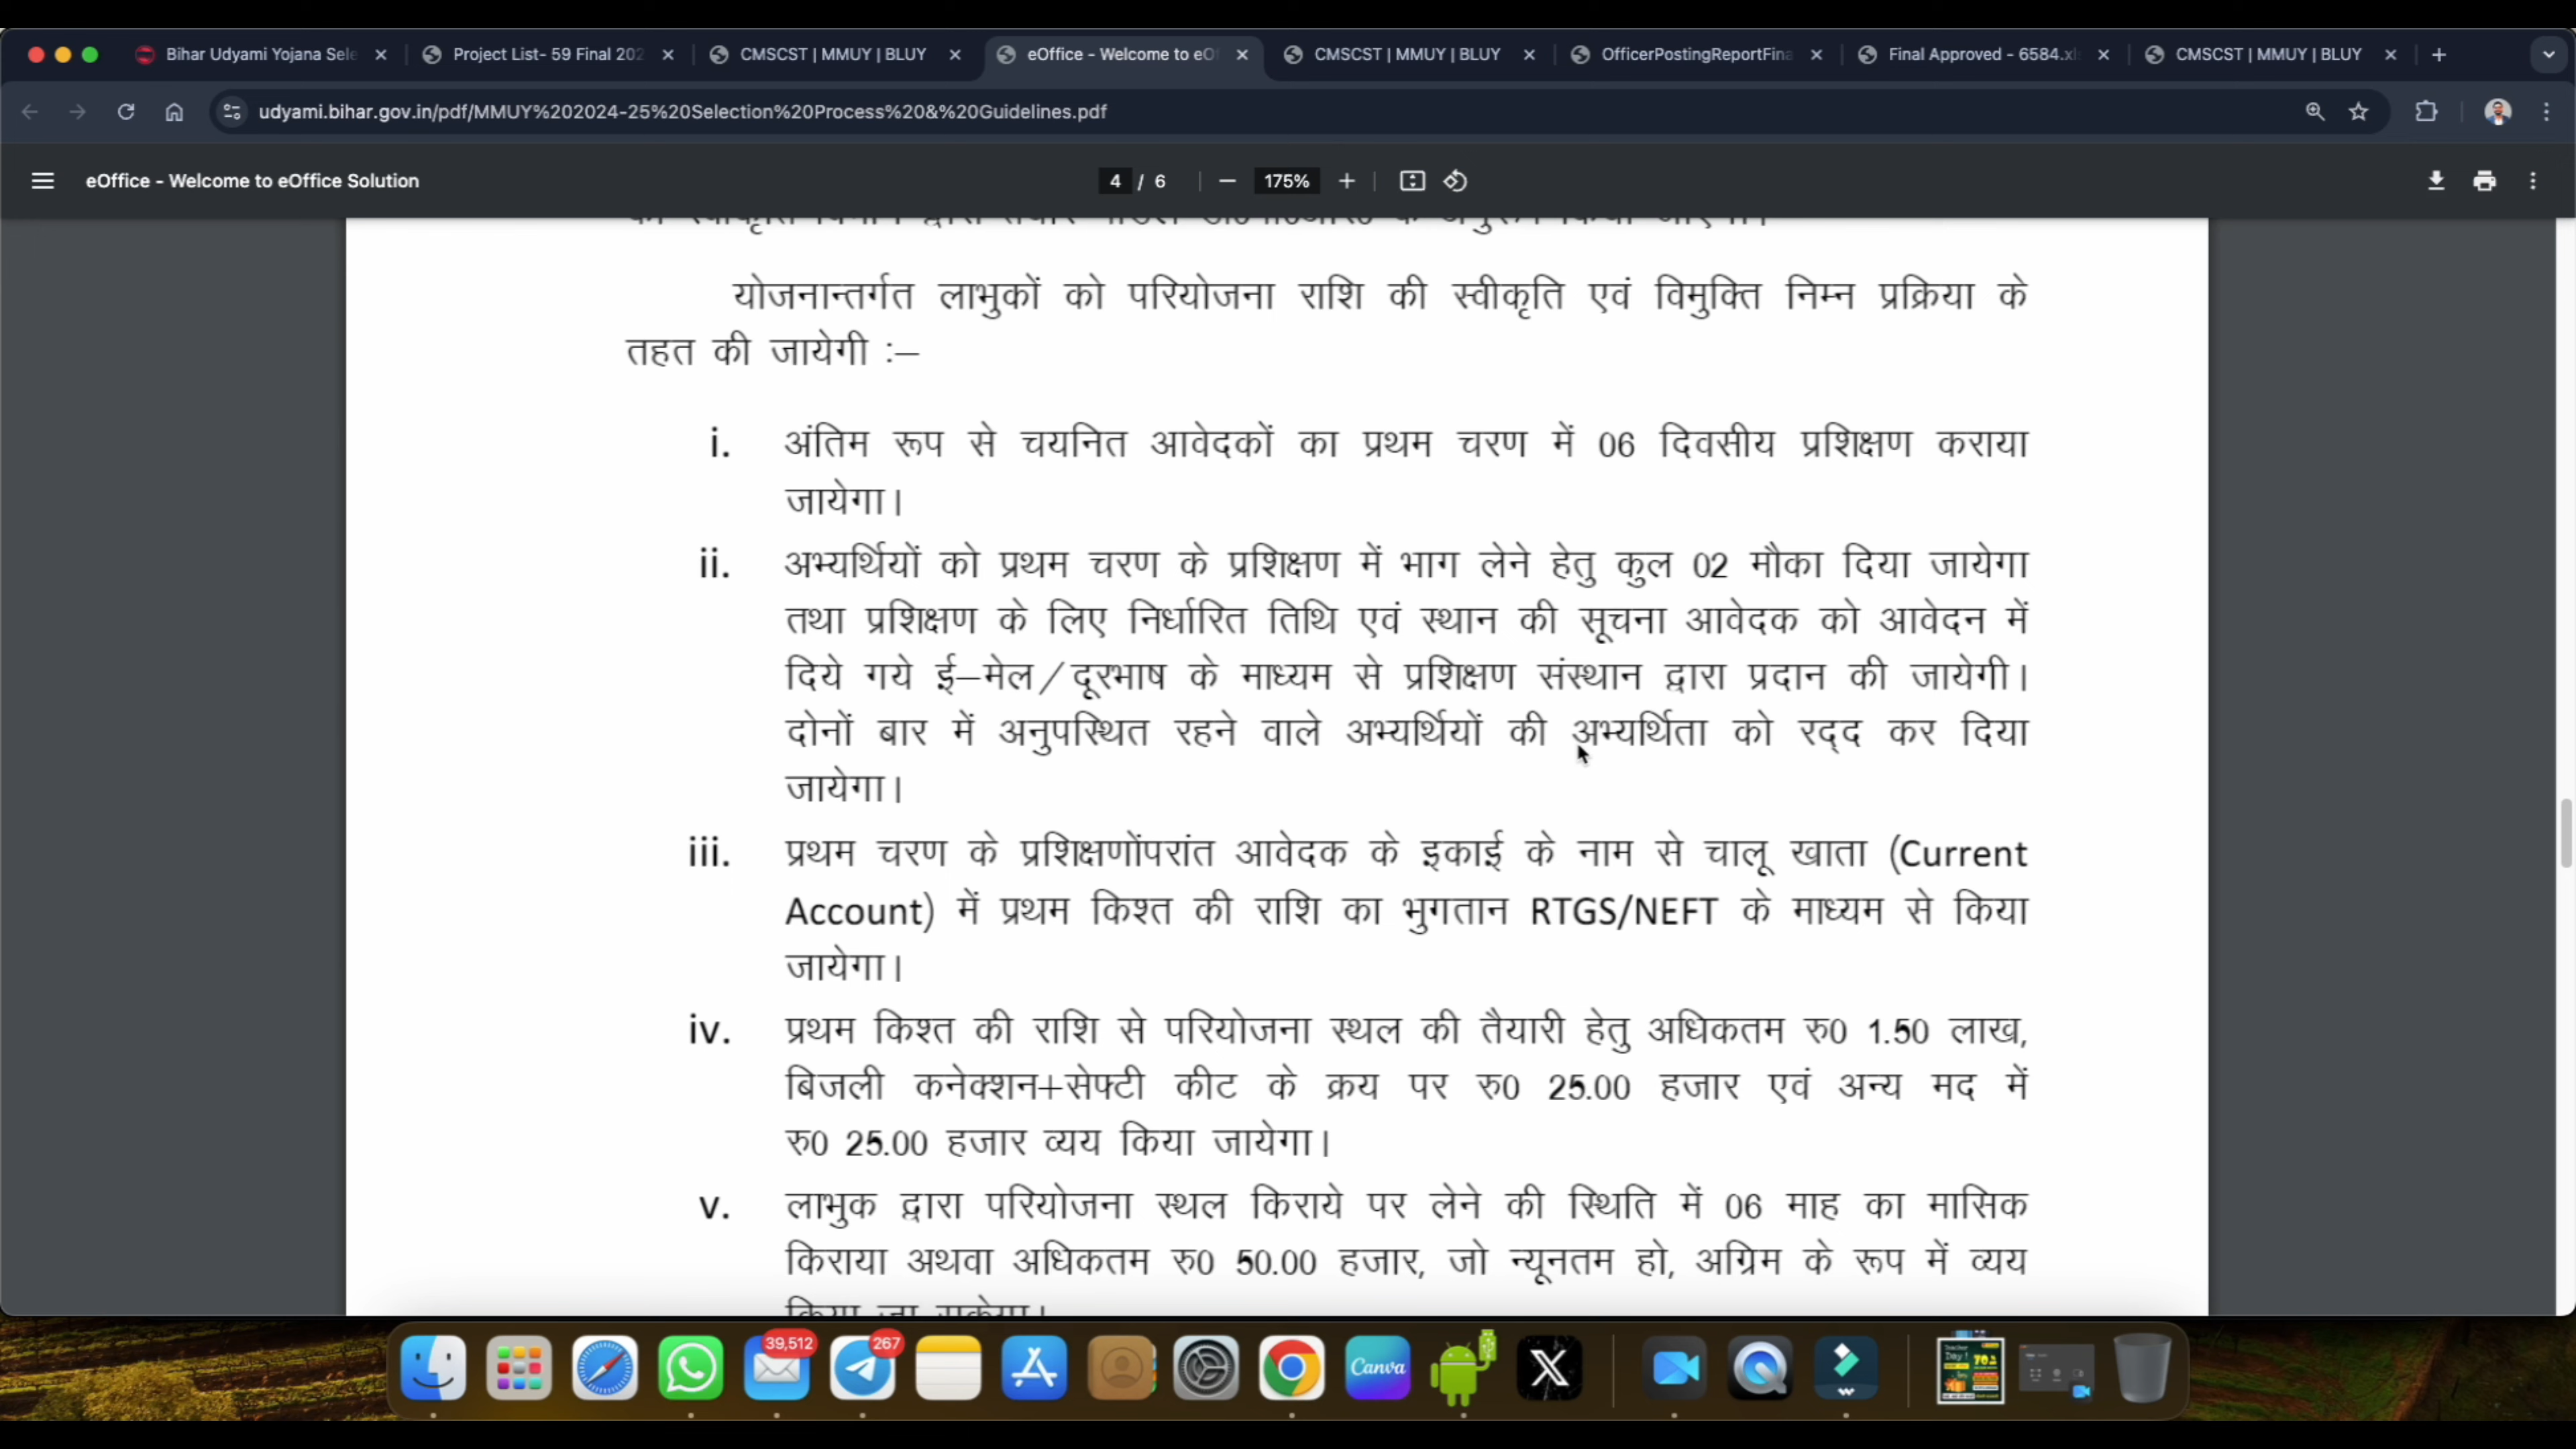 Bihar Udyami Yojana Sele
Project List- 59 Final 202
CMSCST | MMUY | BLUY
eOffice - Welcome to eOf
CMSCST | MMUY | BLUY
OfficerPostingReportFina
Final Approved - 6584.xls
CMSCST | MMUY | BLUY
udyami.bihar.gov.in/pdf/MMUY%202024-25%20Selection%20Process%20&%20Guidelines.pdf
eOffice - Welcome to eOffice Solution
4 / 6
175%
योजनान्तर्गत लाभुकों को परियोजना राशि की स्वीकृति एवं विमुक्ति निम्न प्रक्रिया के
तहत की जायेगी :–
i. अंतिम रूप से चयनित आवेदकों का प्रथम चरण में 06 दिवसीय प्रशिक्षण कराया
जायेगा।
ii. अभ्यर्थियों को प्रथम चरण के प्रशिक्षण में भाग लेने हेतु कुल 02 मौका दिया जायेगा
तथा प्रशिक्षण के लिए निर्धारित तिथि एवं स्थान की सूचना आवेदक को आवेदन में
दिये गये ई–मेल/दूरभाष के माध्यम से प्रशिक्षण संस्थान द्वारा प्रदान की जायेगी।
दोनों बार में अनुपस्थित रहने वाले अभ्यर्थियों की अभ्यर्थिता को रद्द कर दिया
जायेगा।
iii. प्रथम चरण के प्रशिक्षणोंपरांत आवेदक के इकाई के नाम से चालू खाता (Current
Account) में प्रथम किश्त की राशि का भुगतान RTGS/NEFT के माध्यम से किया
जायेगा।
iv. प्रथम किश्त की राशि से परियोजना स्थल की तैयारी हेतु अधिकतम रु0 1.50 लाख,
बिजली कनेक्शन+सेफ्टी कीट के क्रय पर रु0 25.00 हजार एवं अन्य मद में
रु0 25.00 हजार व्यय किया जायेगा।
v. लाभुक द्वारा परियोजना स्थल किराये पर लेने की स्थिति में 06 माह का मासिक
किराया अथवा अधिकतम रु0 50.00 हजार, जो न्यूनतम हो, अग्रिम के रूप में व्यय
किया जा सकेगा।
39,512
267
Canva